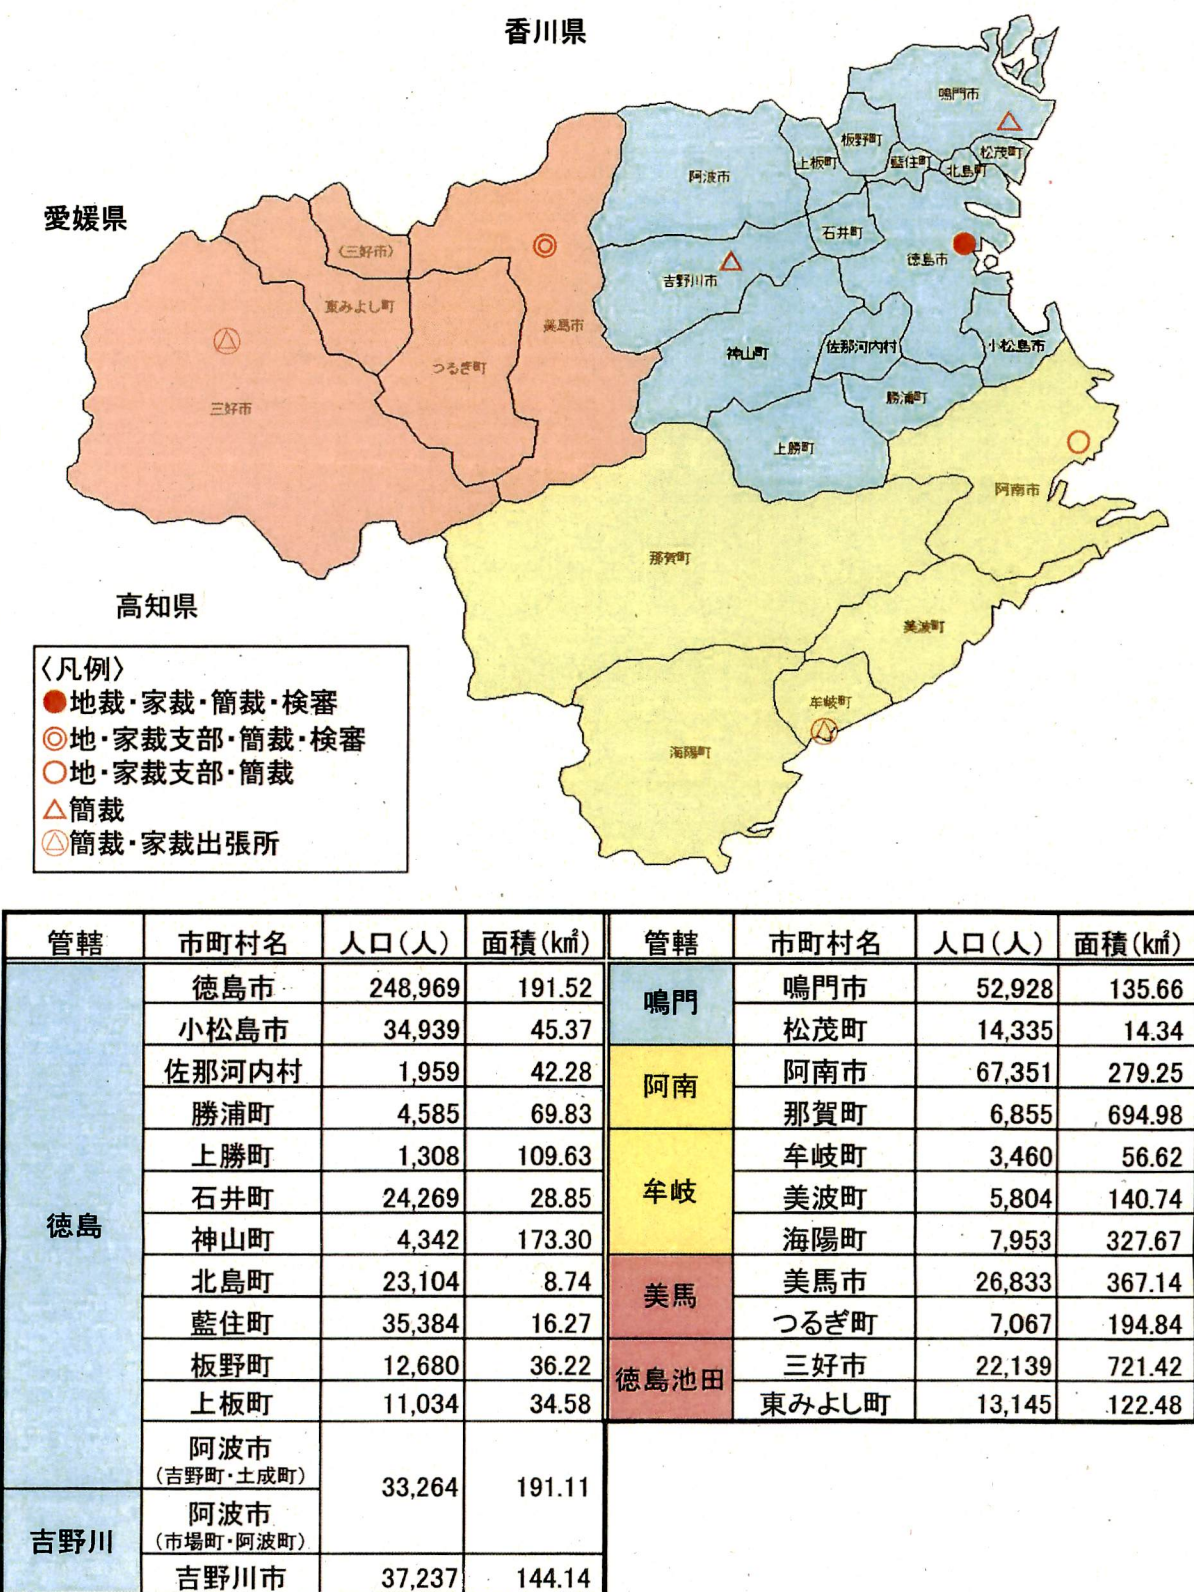 香川県
鳴門市
板野町
松茂町
藍住町
上板町
北島町
阿波市
愛媛県
石井町
(三好市)
徳島市
吉野川市
東みよし町
美馬市
小松島市
佐那河内村
神山町
つるぎ町
勝浦町
三好市
上勝町
阿南市
那賀町
高知県
美波町
牟岐町
海陽町
〈凡例〉
●地裁・家裁・簡裁・検審
◎地・家裁支部・簡裁・検審
○地・家裁支部・簡裁
△簡裁
簡裁・家裁出張所
管轄 市町村名 人口(人) 面積(k㎡) 管轄 市町村名 人口(人) 面積(k㎡)
徳島市 248,969 191.52 鳴門 鳴門市 52,928 135.66
小松島市 34,939 45.37 松茂町 14,335 14.34
佐那河内村 1,959 42.28 阿南 阿南市 67,351 279.25
勝浦町 4,585 69.83 那賀町 6,855 694.98
上勝町 1,308 109.63 牟岐町 3,460 56.62
石井町 24,269 28.85 牟岐 美波町 5,804 140.74
徳島 神山町 4,342 173.30 海陽町 7,953 327.67
北島町 23,104 8.74 美馬 美馬市 26,833 367.14
藍住町 35,384 16.27 つるぎ町 7,067 194.84
板野町 12,680 36.22 徳島池田 三好市 22,139 721.42
上板町 11,034 34.58 東みよし町 13,145 122.48
阿波市
(吉野町・土成町)
33,264 191.11
吉野川 阿波市
(市場町・阿波町)
吉野川市 37,237 144.14